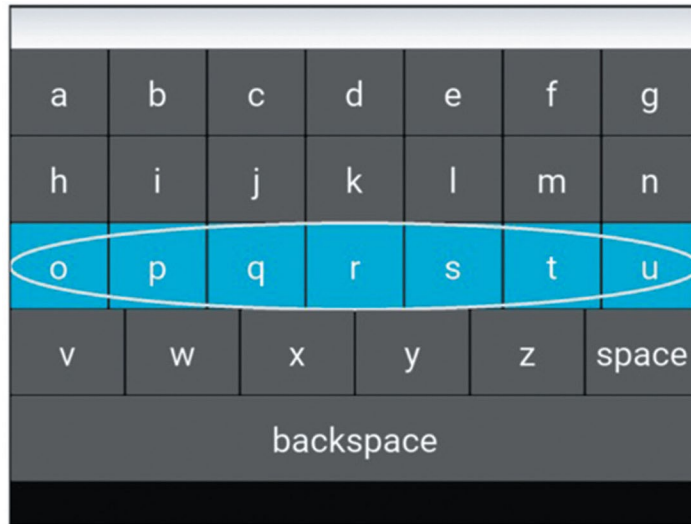 a b c d e f g
h i j k l m n
o p q r s t u
v w x y z space
backspace